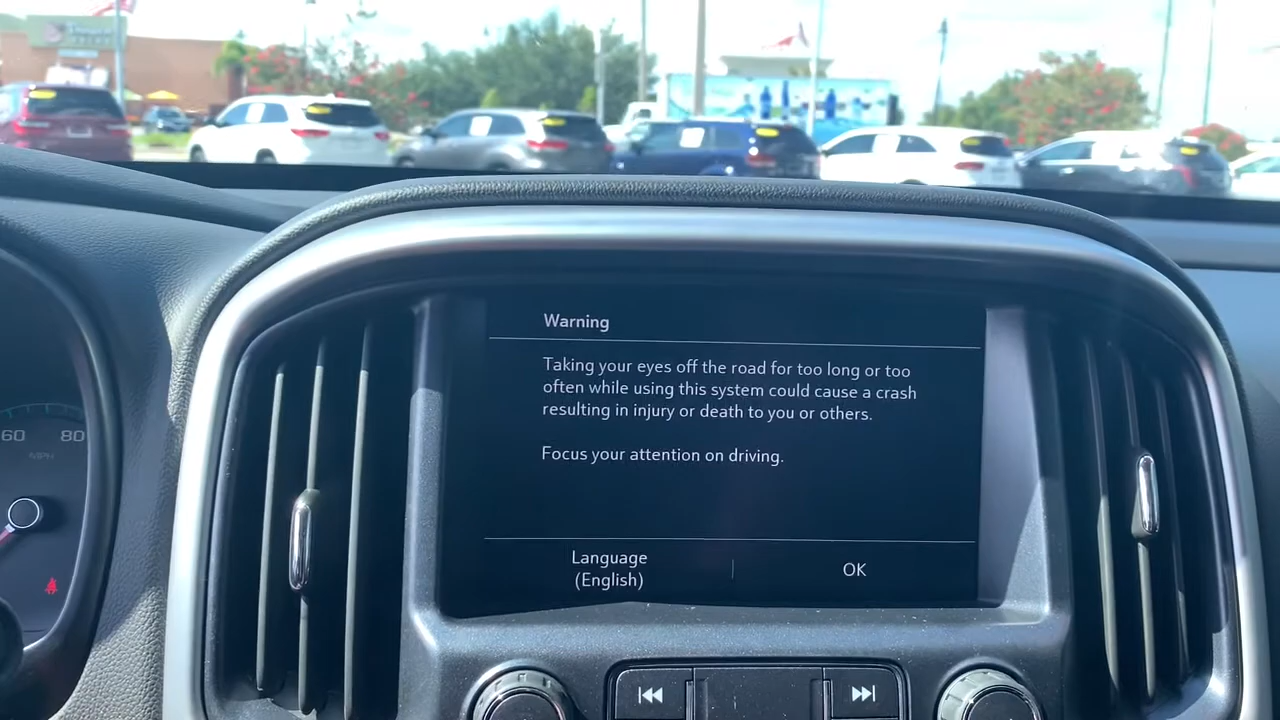 Warning
Taking your eyes off the road for too long or too
often while using this system could cause a crash
resulting in injury or death to you or others.
Focus your attention on driving.
Language
(English)
OK
60 80
MPH